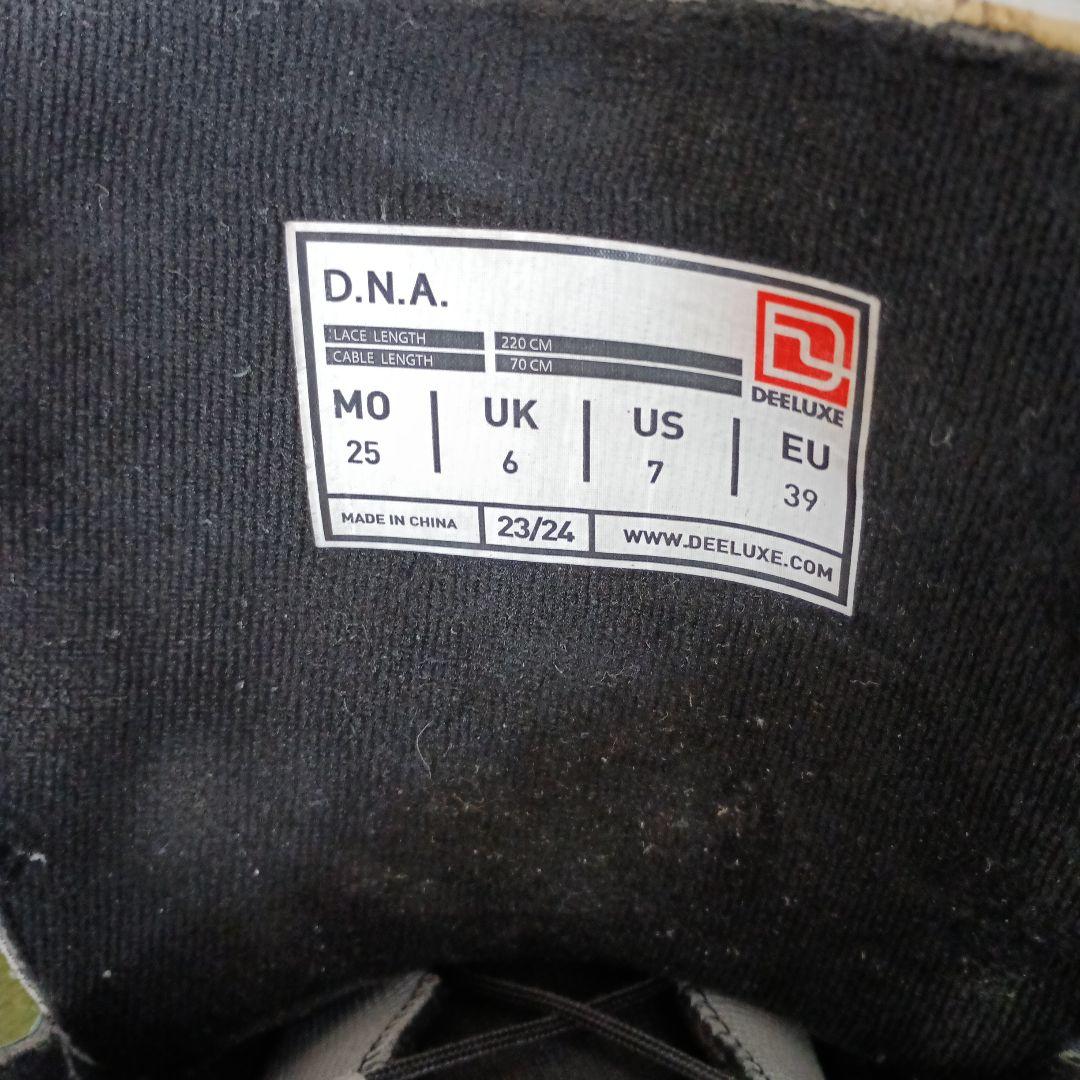 D.N.A.
LACE LENGTH 220 CM
CABLE LENGTH 70 CM
DEELUXE
MO UK US EU
25 6 7 39
MADE IN CHINA 23/24 WWW.DEELUXE.COM